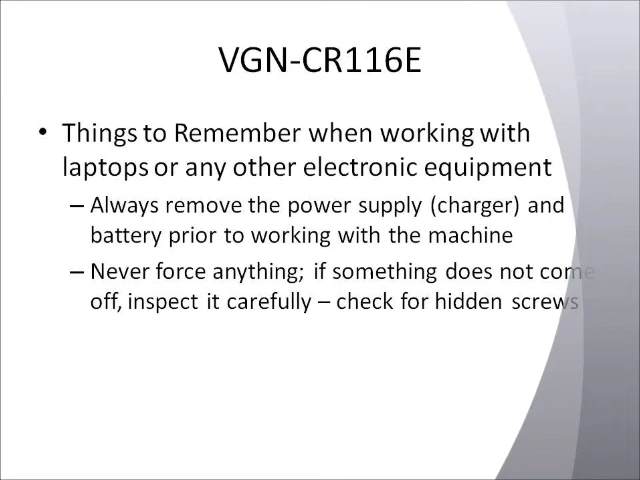 VGN-CR116E
• Things to Remember when working with
laptops or any other electronic equipment
– Always remove the power supply (charger) and
battery prior to working with the machine
– Never force anything; if something does not come
off, inspect it carefully – check for hidden screws